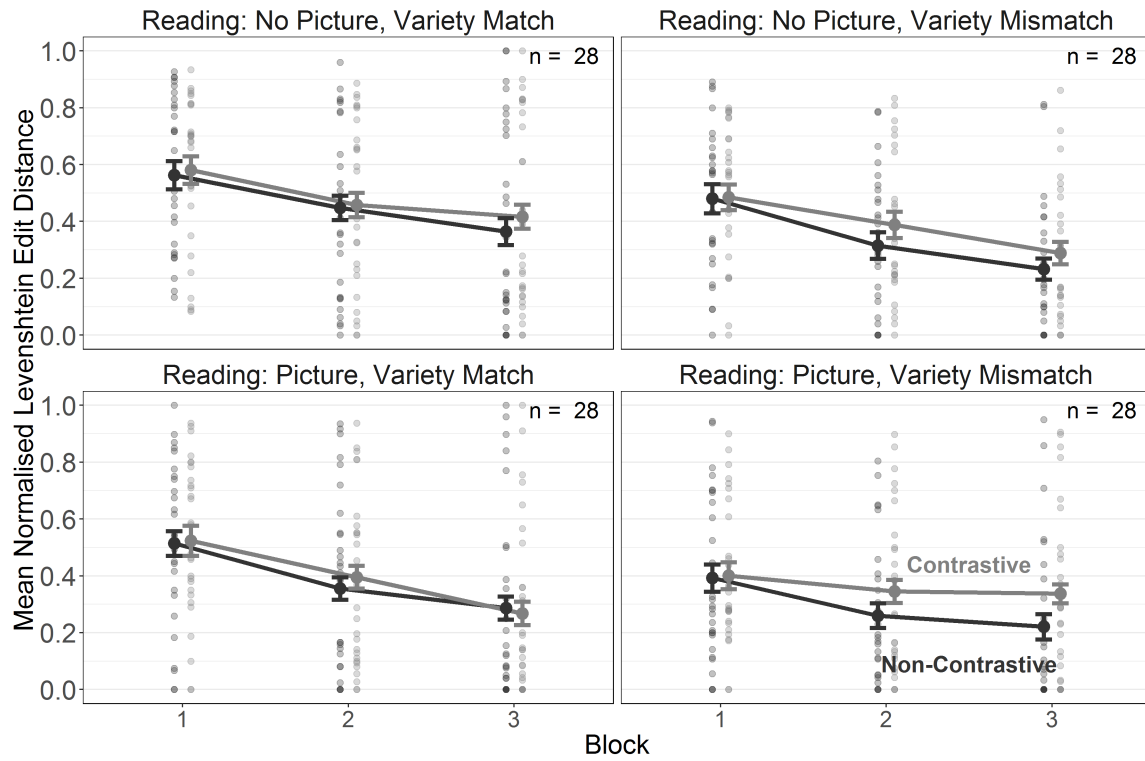 Reading: No Picture, Variety Match
Reading: No Picture, Variety Mismatch
n = 28
n = 28
1.0
0.8
0.6
0.4
0.2
0.0
Reading: Picture, Variety Match
Reading: Picture, Variety Mismatch
n = 28
n = 28
1.0
0.8
0.6
0.4
0.2
0.0
Contrastive
Non-Contrastive
Mean Normalised Levenshtein Edit Distance
1 2 3
1 2 3
Block